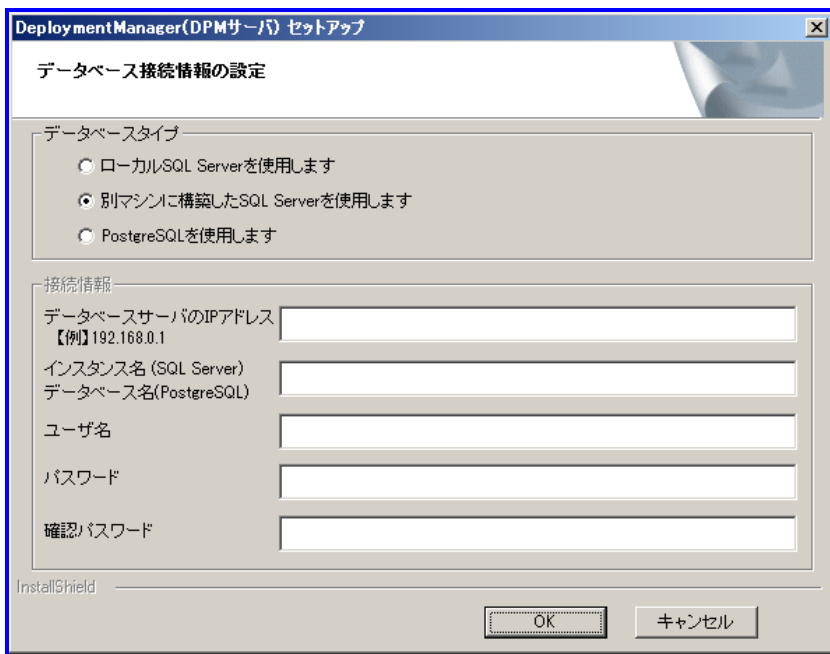 DeploymentManager(DPMサーバ) セットアップ
データベース接続情報の設定
データベースタイプ
ローカルSQL Serverを使用します
別マシンに構築したSQL Serverを使用します
PostgreSQLを使用します
接続情報
データベースサーバのIPアドレス
【例】192.168.0.1
インスタンス名 (SQL Server)
データベース名(PostgreSQL)
ユーザ名
パスワード
確認パスワード
InstallShield
OK キャンセル